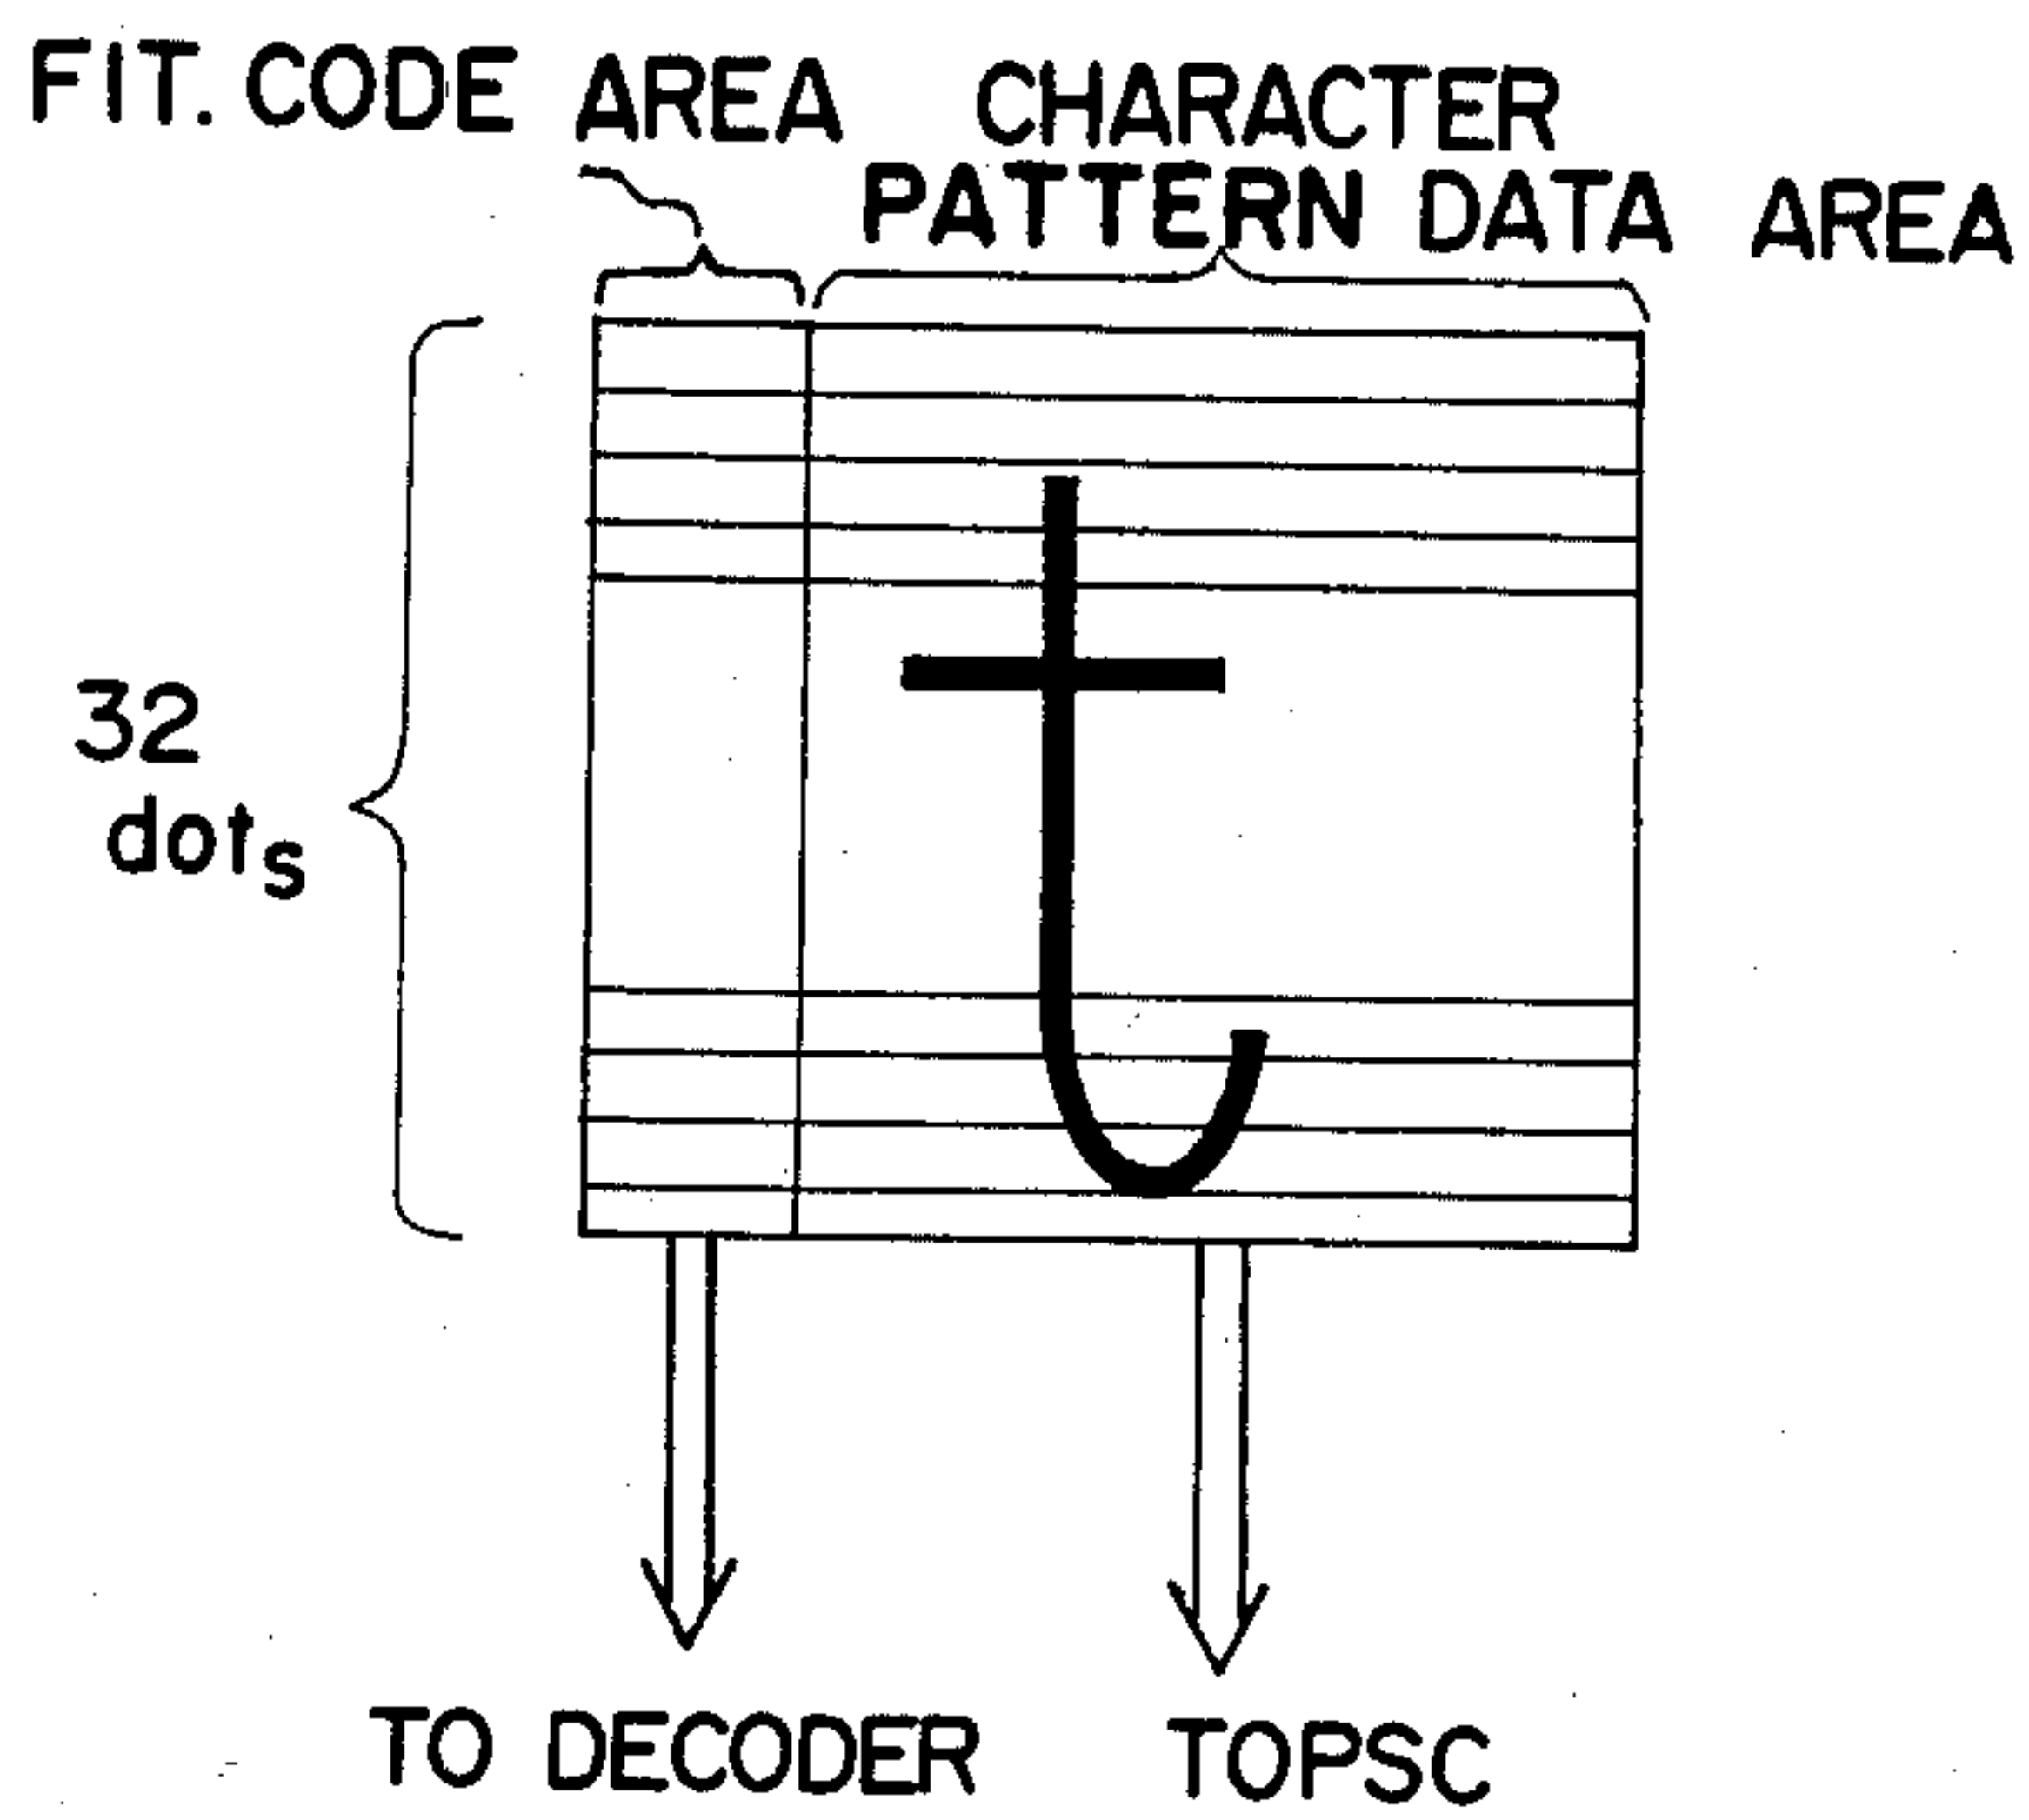 FIT. CODE AREA
CHARACTER
PATTERN DATA AREA
32
dots
t
TO DECODER
TOPSC